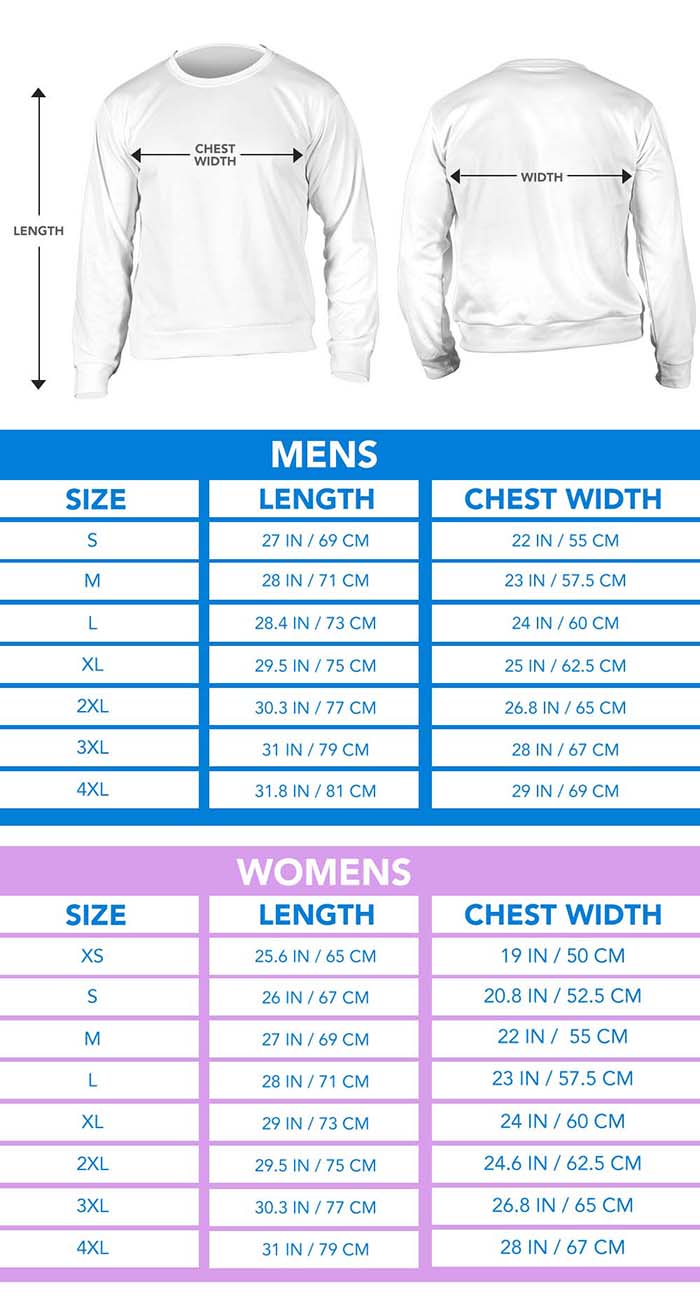 CHEST
WIDTH
WIDTH
LENGTH
MENS
SIZE LENGTH CHEST WIDTH
S 27 IN / 69 CM 22 IN / 55 CM
M 28 IN / 71 CM 23 IN / 57.5 CM
L 28.4 IN / 73 CM 24 IN / 60 CM
XL 29.5 IN / 75 CM 25 IN / 62.5 CM
2XL 30.3 IN / 77 CM 26.8 IN / 65 CM
3XL 31 IN / 79 CM 28 IN / 67 CM
4XL 31.8 IN / 81 CM 29 IN / 69 CM
WOMENS
SIZE LENGTH CHEST WIDTH
XS 25.6 IN / 65 CM 19 IN / 50 CM
S 26 IN / 67 CM 20.8 IN / 52.5 CM
M 27 IN / 69 CM 22 IN / 55 CM
L 28 IN / 71 CM 23 IN / 57.5 CM
XL 29 IN / 73 CM 24 IN / 60 CM
2XL 29.5 IN / 75 CM 24.6 IN / 62.5 CM
3XL 30.3 IN / 77 CM 26.8 IN / 65 CM
4XL 31 IN / 79 CM 28 IN / 67 CM